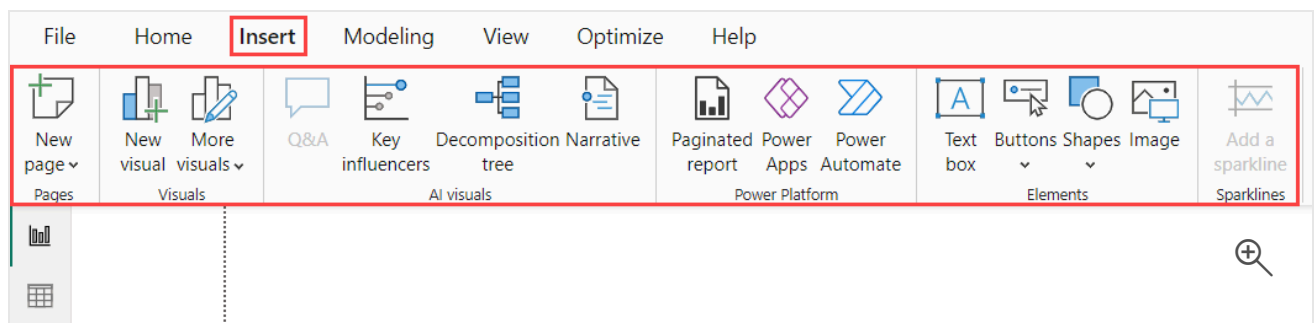 File Home Insert Modeling View Optimize Help
A
New page
New visual
More visuals
Q&A
Key influencers
Decomposition tree
Narrative
Paginated report
Power Apps
Power Automate
Text box
Buttons
Shapes
Image
Add a sparkline
Pages Visuals AI visuals Power Platform Elements Sparklines